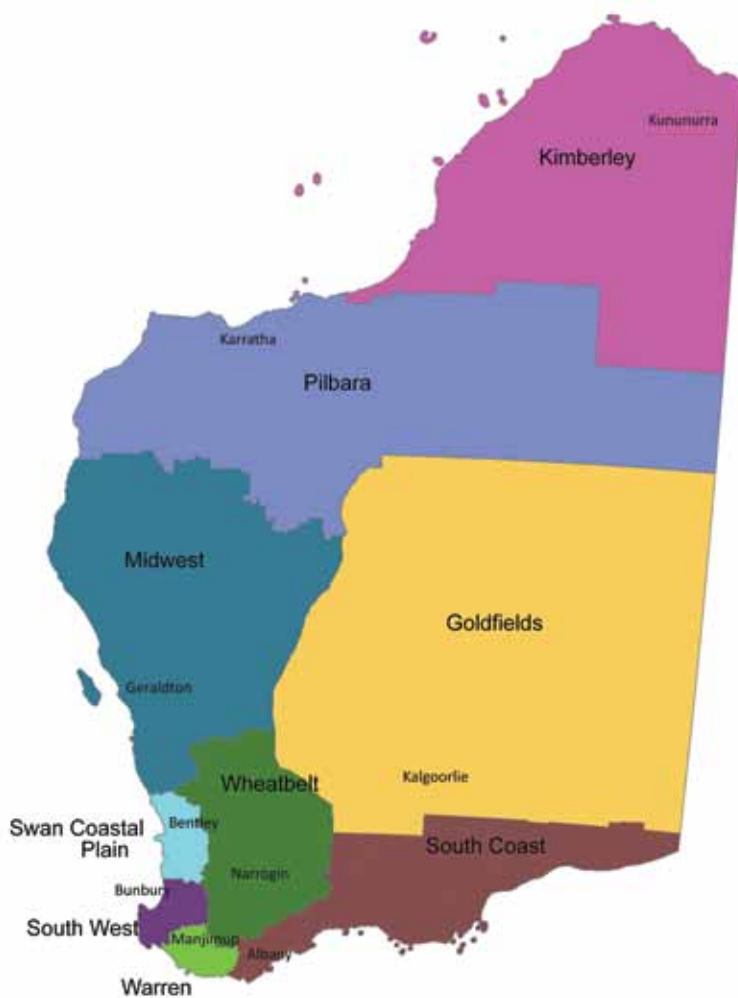 Kununurra
Kimberley
Karratha
Pilbara
Midwest
Goldfields
Geraldton
Kalgoorlie
Wheatbelt
Swan Coastal
Plain
Bentley
South Coast
Narrogin
Bunbury
South West
Manjimup
Albany
Warren